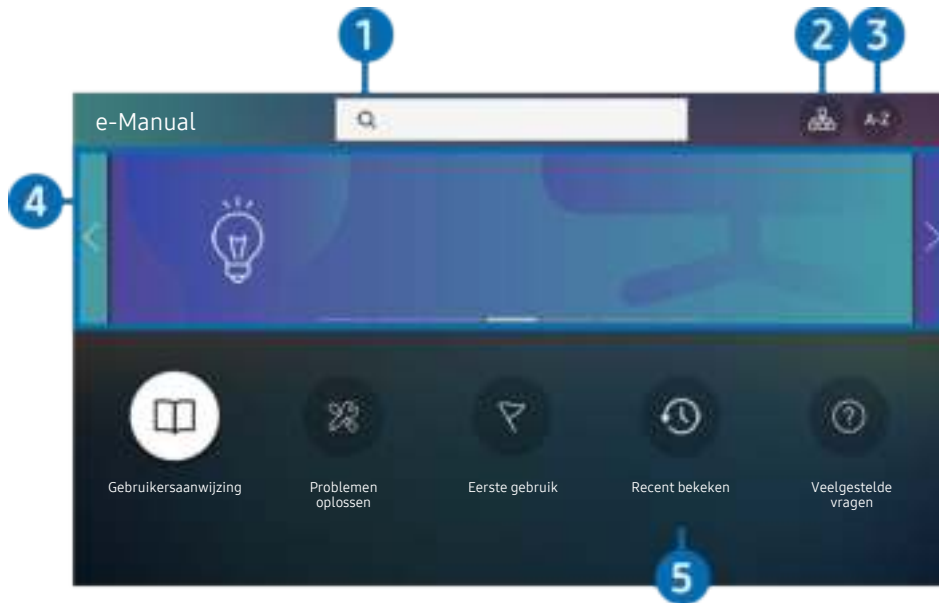 1
2 3
e-Manual
A-Z
4
Gebruikersaanwijzing
Problemen
oplossen
Eerste gebruik
Recent bekeken
Veelgestelde
vragen
5